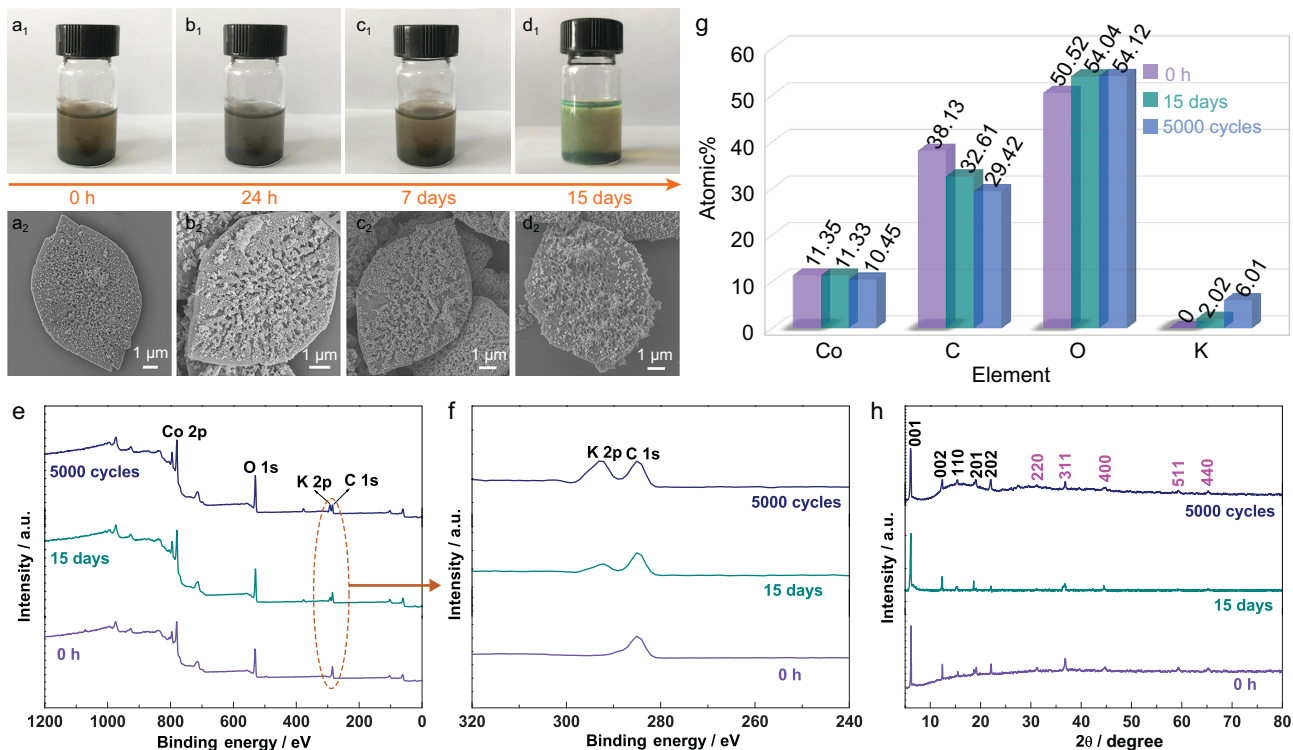 a1
b1
c1
d1
0 h
24 h
7 days
15 days
a2
b2
c2
d2
1 μm
1 μm
1 μm
1 μm
g
60
50
40
30
20
10
0
Atomic%
11.35
11.33
10.45
38.13
32.61
29.42
50.52
54.04
54.12
0
2.02
6.01
0 h
15 days
5000 cycles
Co
C
O
K
Element
e
Intensity / a.u.
Co 2p
O 1s
K 2p
C 1s
5000 cycles
15 days
0 h
1200
1000
800
600
400
200
0
Binding energy / eV
f
Intensity / a.u.
K 2p
C 1s
5000 cycles
15 days
0 h
320
300
280
260
240
Binding energy / eV
h
Intensity / a.u.
001
002
110
201
202
220
311
400
511
440
5000 cycles
15 days
0 h
10
20
30
40
50
60
70
80
2θ / degree